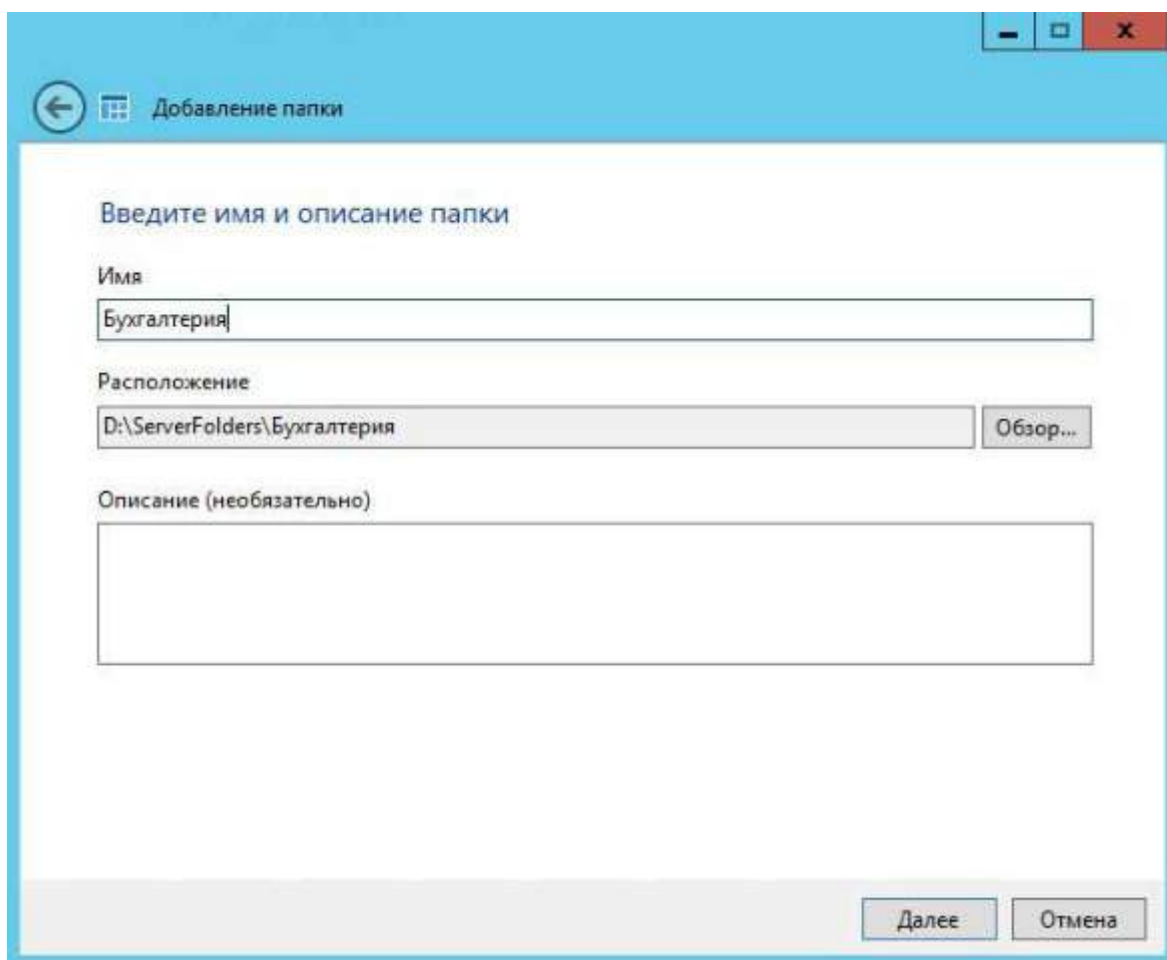 Добавление папки
Введите имя и описание папки
Имя
Бухгалтерия
Расположение
D:\ServerFolders\Бухгалтерия
Обзор...
Описание (необязательно)
Далее
Отмена